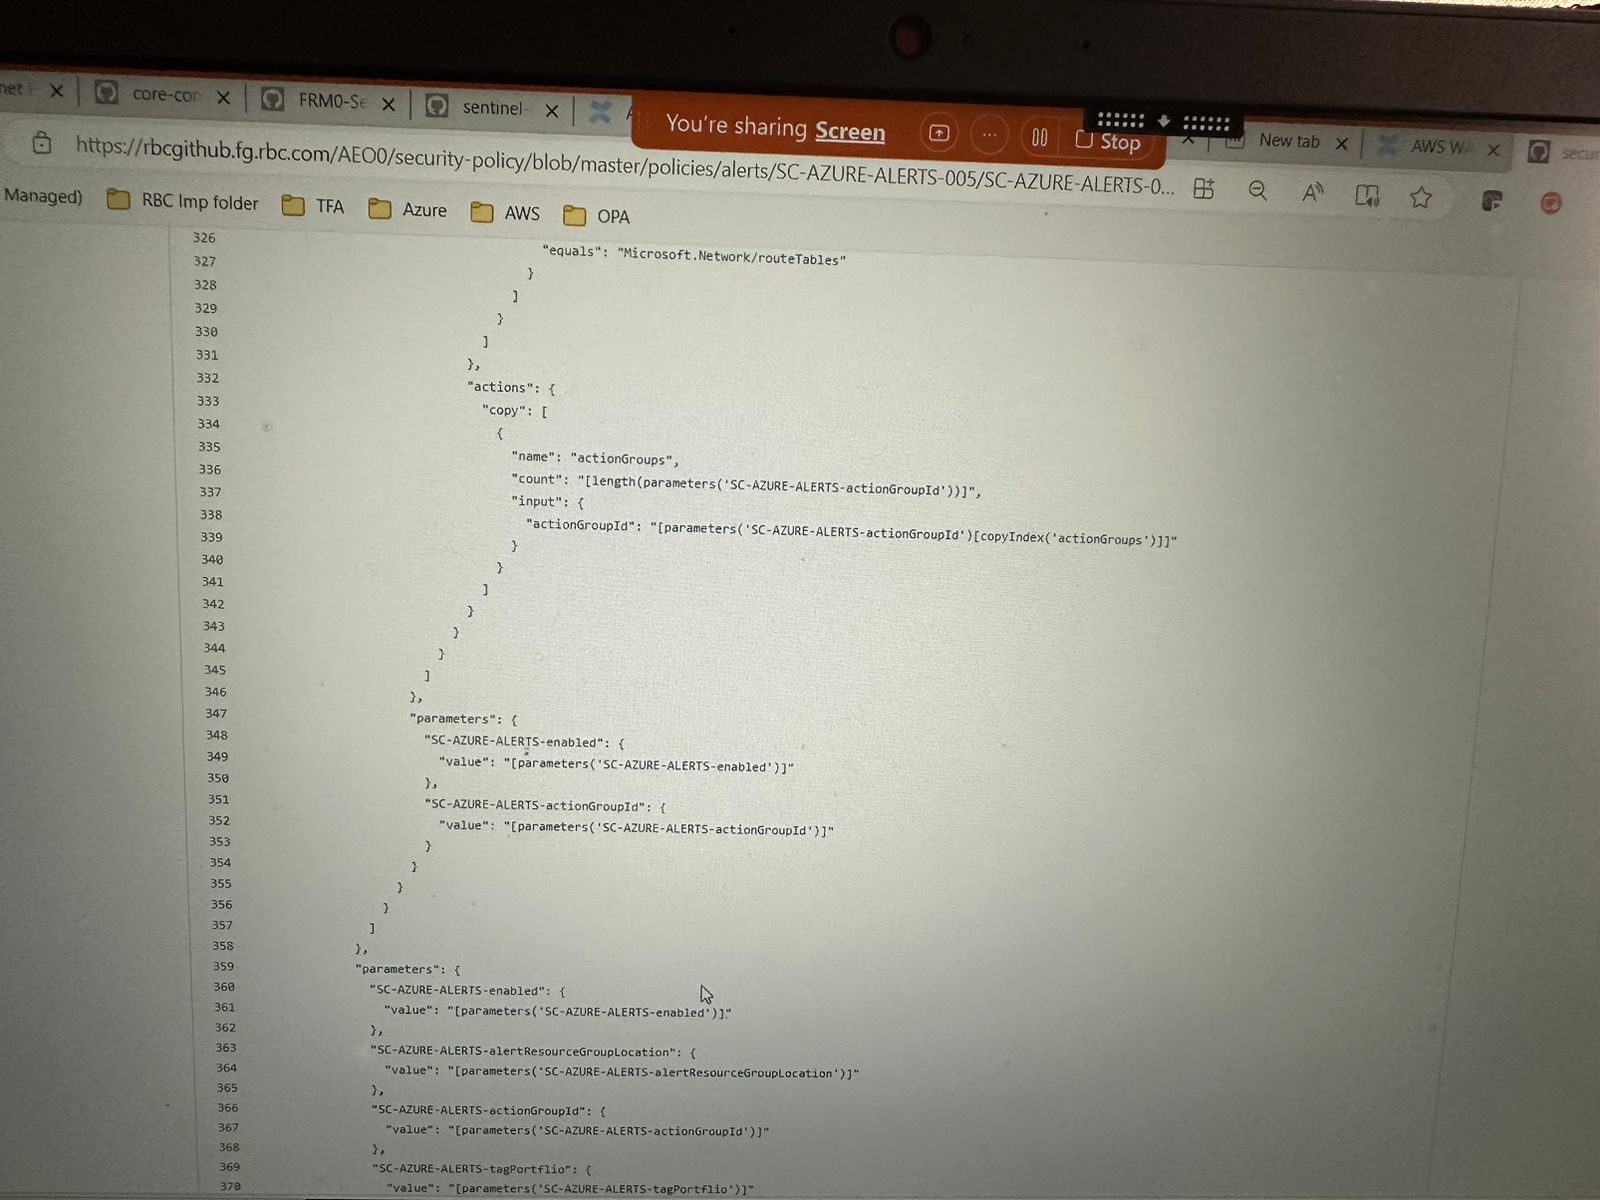 net
core-cor
FRM0-Se
sentinel-
You're sharing Screen
Stop
New tab
AWS WA
secur
https://rbcgithub.fg.rbc.com/AEO0/security-policy/blob/master/policies/alerts/SC-AZURE-ALERTS-005/SC-AZURE-ALERTS-0...
Managed)
RBC Imp folder
TFA
Azure
AWS
OPA
326
327 "equals": "Microsoft.Network/routeTables"
328 }
329 ]
330 }
331 ]
332 },
333 "actions": {
334 "copy": [
335 {
336 "name": "actionGroups",
337 "count": "[length(parameters('SC-AZURE-ALERTS-actionGroupId'))]",
338 "input": {
339 "actionGroupId": "[parameters('SC-AZURE-ALERTS-actionGroupId')[copyIndex('actionGroups')]]"
340 }
341 }
342 ]
343 }
344 }
345 }
346 ]
347 },
348 "parameters": {
349 "SC-AZURE-ALERTS-enabled": {
350 "value": "[parameters('SC-AZURE-ALERTS-enabled')]"
351 },
352 "SC-AZURE-ALERTS-actionGroupId": {
353 "value": "[parameters('SC-AZURE-ALERTS-actionGroupId')]"
354 }
355 }
356 }
357 }
358 ]
359 },
360 "parameters": {
361 "SC-AZURE-ALERTS-enabled": {
362 "value": "[parameters('SC-AZURE-ALERTS-enabled')]"
363 },
364 "SC-AZURE-ALERTS-alertResourceGroupLocation": {
365 "value": "[parameters('SC-AZURE-ALERTS-alertResourceGroupLocation')]"
366 },
367 "SC-AZURE-ALERTS-actionGroupId": {
368 "value": "[parameters('SC-AZURE-ALERTS-actionGroupId')]"
369 },
370 "SC-AZURE-ALERTS-tagPortflio": {
"value": "[parameters('SC-AZURE-ALERTS-tagPortflio')]"